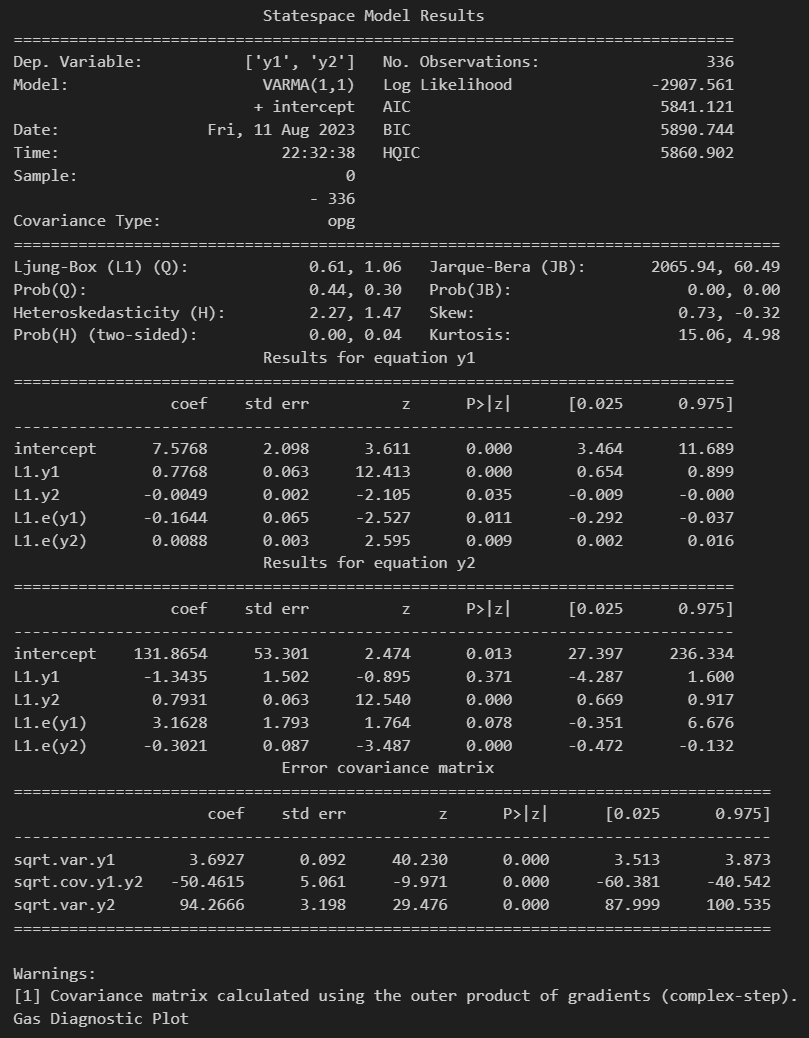 Statespace Model Results
==============================================================================
Dep. Variable: ['y1', 'y2'] No. Observations: 336
Model: VARMA(1,1) Log Likelihood -2907.561
+ intercept AIC 5841.121
Date: Fri, 11 Aug 2023 BIC 5890.744
Time: 22:32:38 HQIC 5860.902
Sample: 0
- 336
Covariance Type: opg
===================================================================================
Ljung-Box (L1) (Q): 0.61, 1.06 Jarque-Bera (JB): 2065.94, 60.49
Prob(Q): 0.44, 0.30 Prob(JB): 0.00, 0.00
Heteroskedasticity (H): 2.27, 1.47 Skew: 0.73, -0.32
Prob(H) (two-sided): 0.00, 0.04 Kurtosis: 15.06, 4.98
Results for equation y1
==============================================================================
coef std err z P>|z| [0.025 0.975]
------------------------------------------------------------------------------
intercept 7.5768 2.098 3.611 0.000 3.464 11.689
L1.y1 0.7768 0.063 12.413 0.000 0.654 0.899
L1.y2 -0.0049 0.002 -2.105 0.035 -0.009 -0.000
L1.e(y1) -0.1644 0.065 -2.527 0.011 -0.292 -0.037
L1.e(y2) 0.0088 0.003 2.595 0.009 0.002 0.016
Results for equation y2
==============================================================================
coef std err z P>|z| [0.025 0.975]
------------------------------------------------------------------------------
intercept 131.8654 53.301 2.474 0.013 27.397 236.334
L1.y1 -1.3435 1.502 -0.895 0.371 -4.287 1.600
L1.y2 0.7931 0.063 12.540 0.000 0.669 0.917
L1.e(y1) 3.1628 1.793 1.764 0.078 -0.351 6.676
L1.e(y2) -0.3021 0.087 -3.487 0.000 -0.472 -0.132
Error covariance matrix
==================================================================================
coef std err z P>|z| [0.025 0.975]
----------------------------------------------------------------------------------
sqrt.var.y1 3.6927 0.092 40.230 0.000 3.513 3.873
sqrt.cov.y1.y2 -50.4615 5.061 -9.971 0.000 -60.381 -40.542
sqrt.var.y2 94.2666 3.198 29.476 0.000 87.999 100.535
==================================================================================
Warnings:
[1] Covariance matrix calculated using the outer product of gradients (complex-step).
Gas Diagnostic Plot